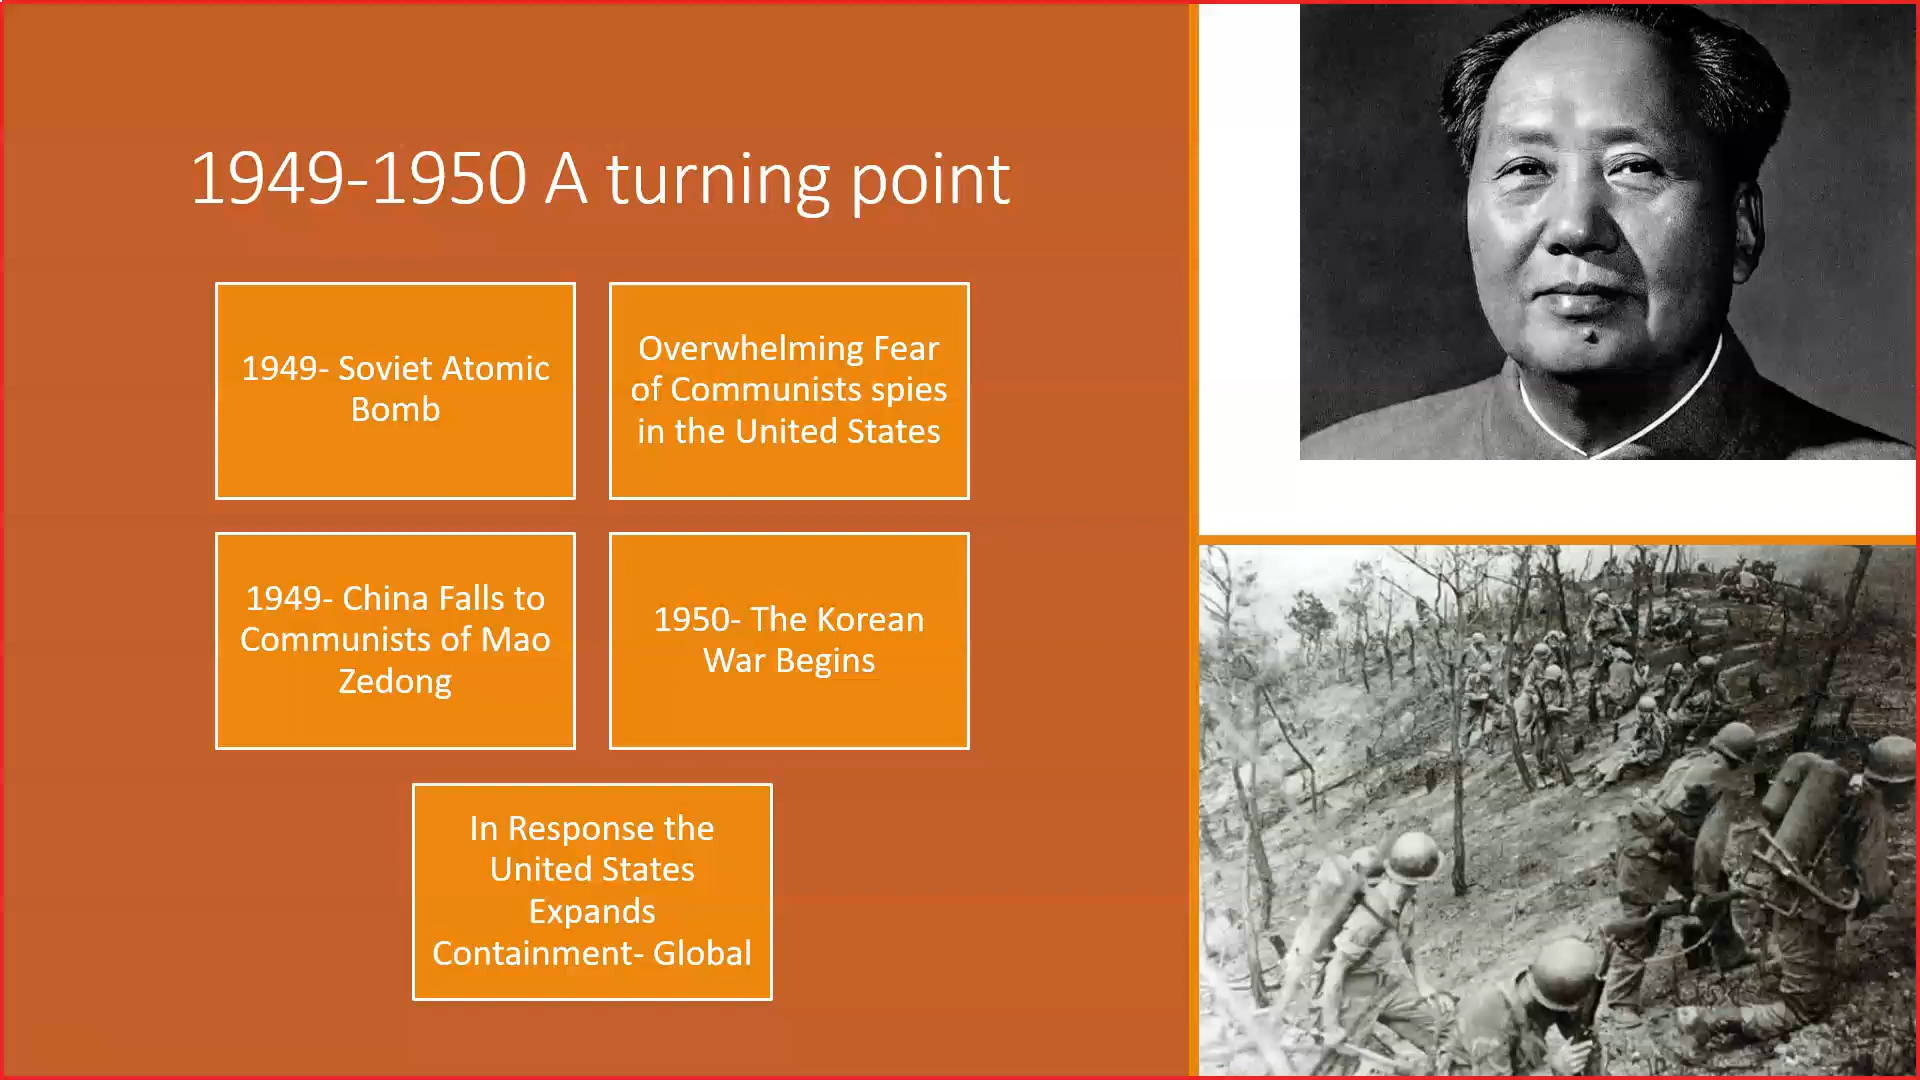 1949-1950 A turning point
1949- Soviet Atomic
Bomb
Overwhelming Fear
of Communists spies
in the United States
1949- China Falls to
Communists of Mao
Zedong
1950- The Korean
War Begins
In Response the
United States
Expands
Containment- Global